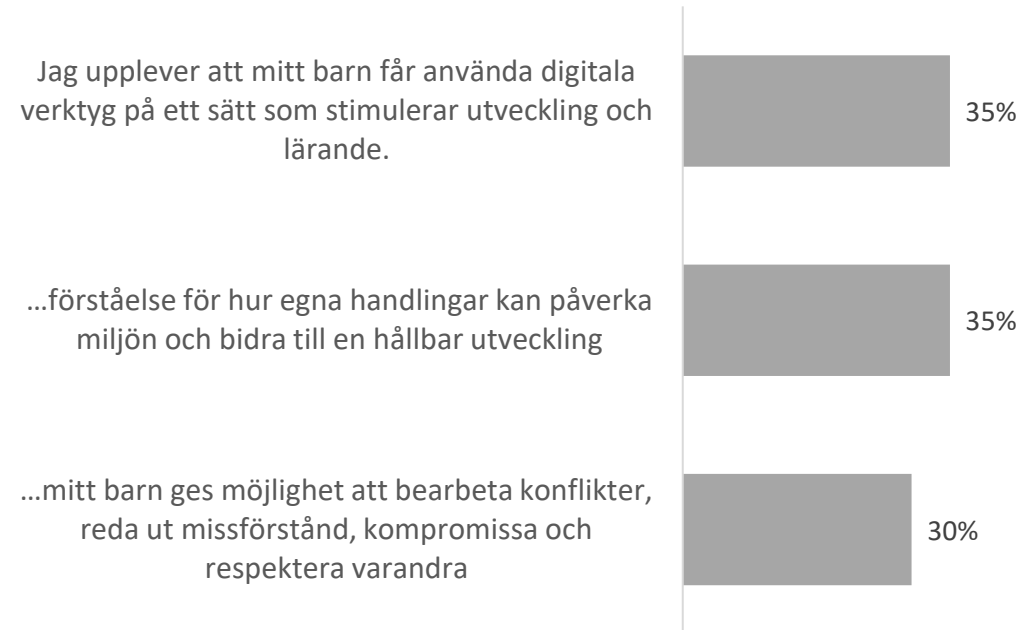 Jag upplever att mitt barn får använda digitala
verktyg på ett sätt som stimulerar utveckling och
lärande.
35%
...förståelse för hur egna handlingar kan påverka
miljön och bidra till en hållbar utveckling
35%
...mitt barn ges möjlighet att bearbeta konflikter,
reda ut missförstånd, kompromissa och
respektera varandra
30%